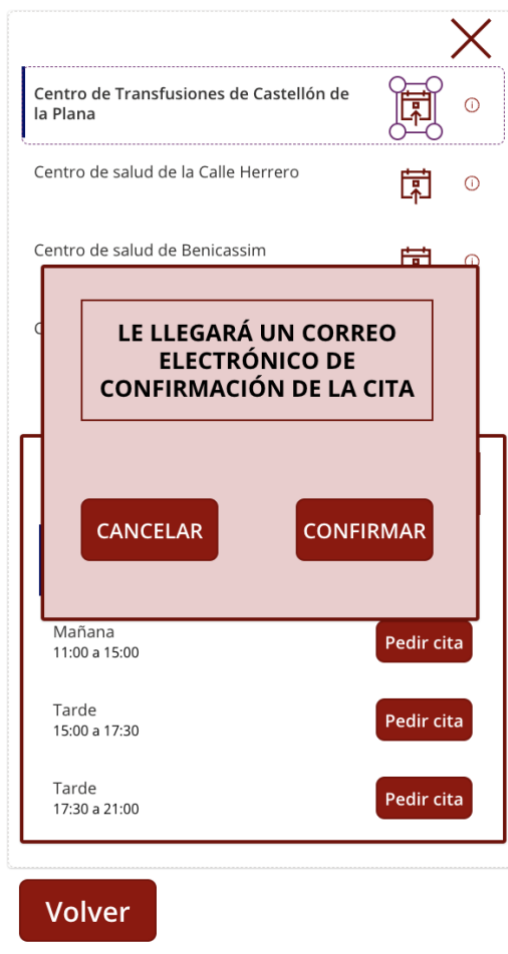 Centro de Transfusiones de Castellón de
la Plana
Centro de salud de la Calle Herrero
Centro de salud de Benicassim
LE LLEGARÁ UN CORREO
ELECTRÓNICO DE
CONFIRMACIÓN DE LA CITA
CANCELAR
CONFIRMAR
Mañana
11:00 a 15:00
Pedir cita
Tarde
15:00 a 17:30
Pedir cita
Tarde
17:30 a 21:00
Pedir cita
Volver